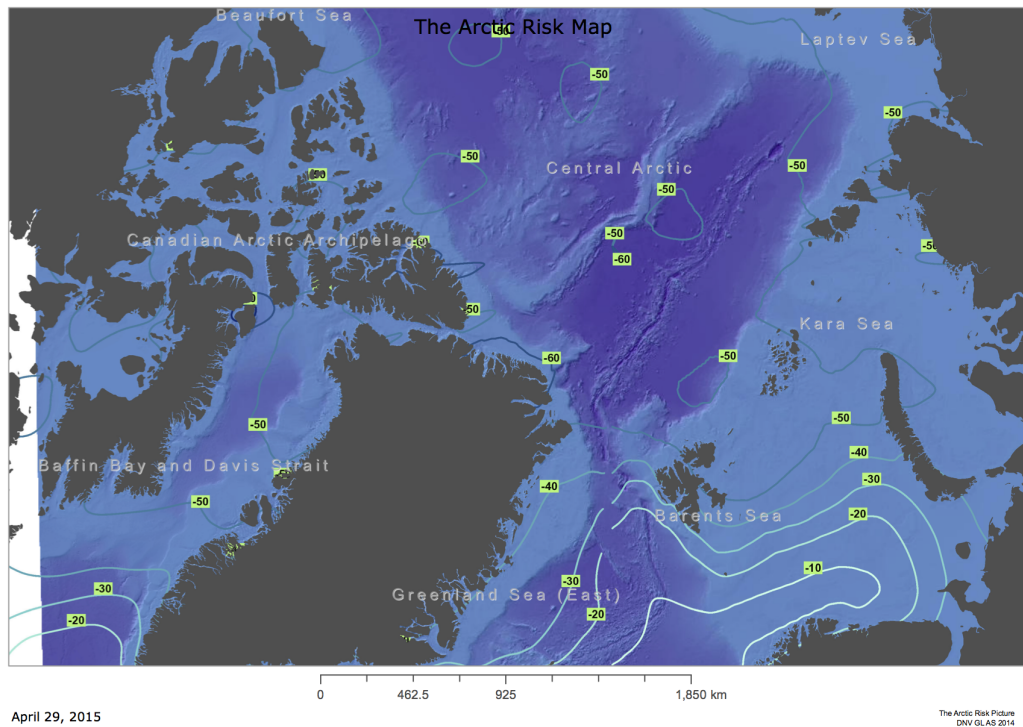 Beaufort Sea
The Arctic Risk Map
-50
Laptev Sea
-50
-50
-50
-50
Central Arctic
-50
-50
-50
Canadian Arctic Archipelago
-50
-60
-50
Kara Sea
-50
-60
-50
-50
-40
Baffin Bay and Davis Strait
-30
-40
-50
-20
Barents Sea
-10
-30
-30
Greenland Sea (East)
-20
-20
0 462.5 925 1,850 km
April 29, 2015
The Arctic Risk Picture
DNV GL AS 2014